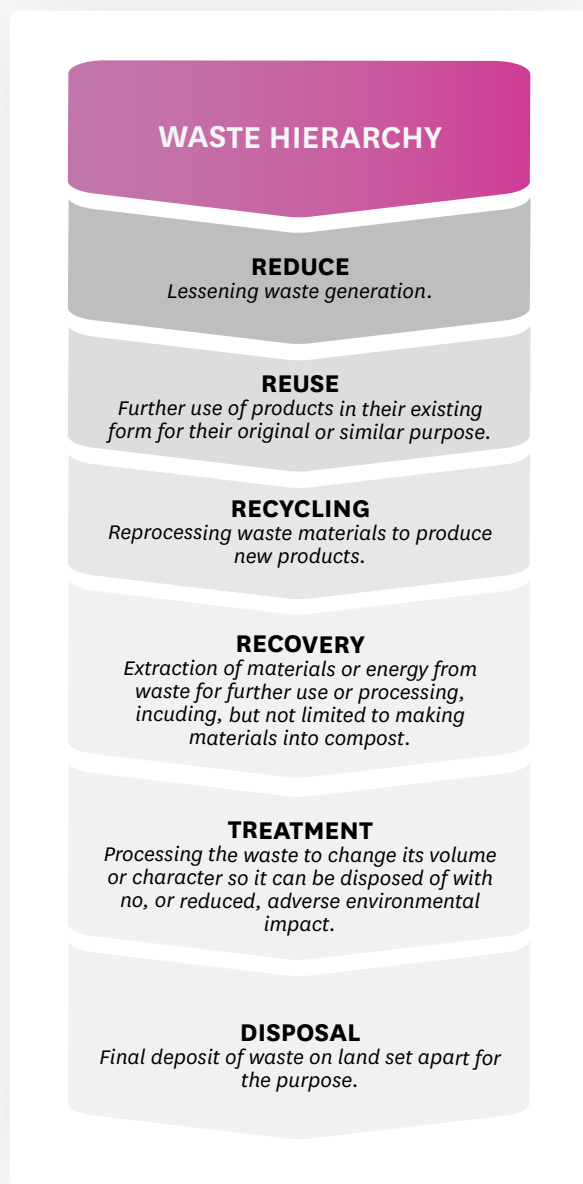 WASTE HIERARCHY
REDUCE
Lessening waste generation.
REUSE
Further use of products in their existing
form for their original or similar purpose.
RECYCLING
Reprocessing waste materials to produce
new products.
RECOVERY
Extraction of materials or energy from
waste for further use or processing,
incuding, but not limited to making
materials into compost.
TREATMENT
Processing the waste to change its volume
or character so it can be disposed of with
no, or reduced, adverse environmental
impact.
DISPOSAL
Final deposit of waste on land set apart for
the purpose.